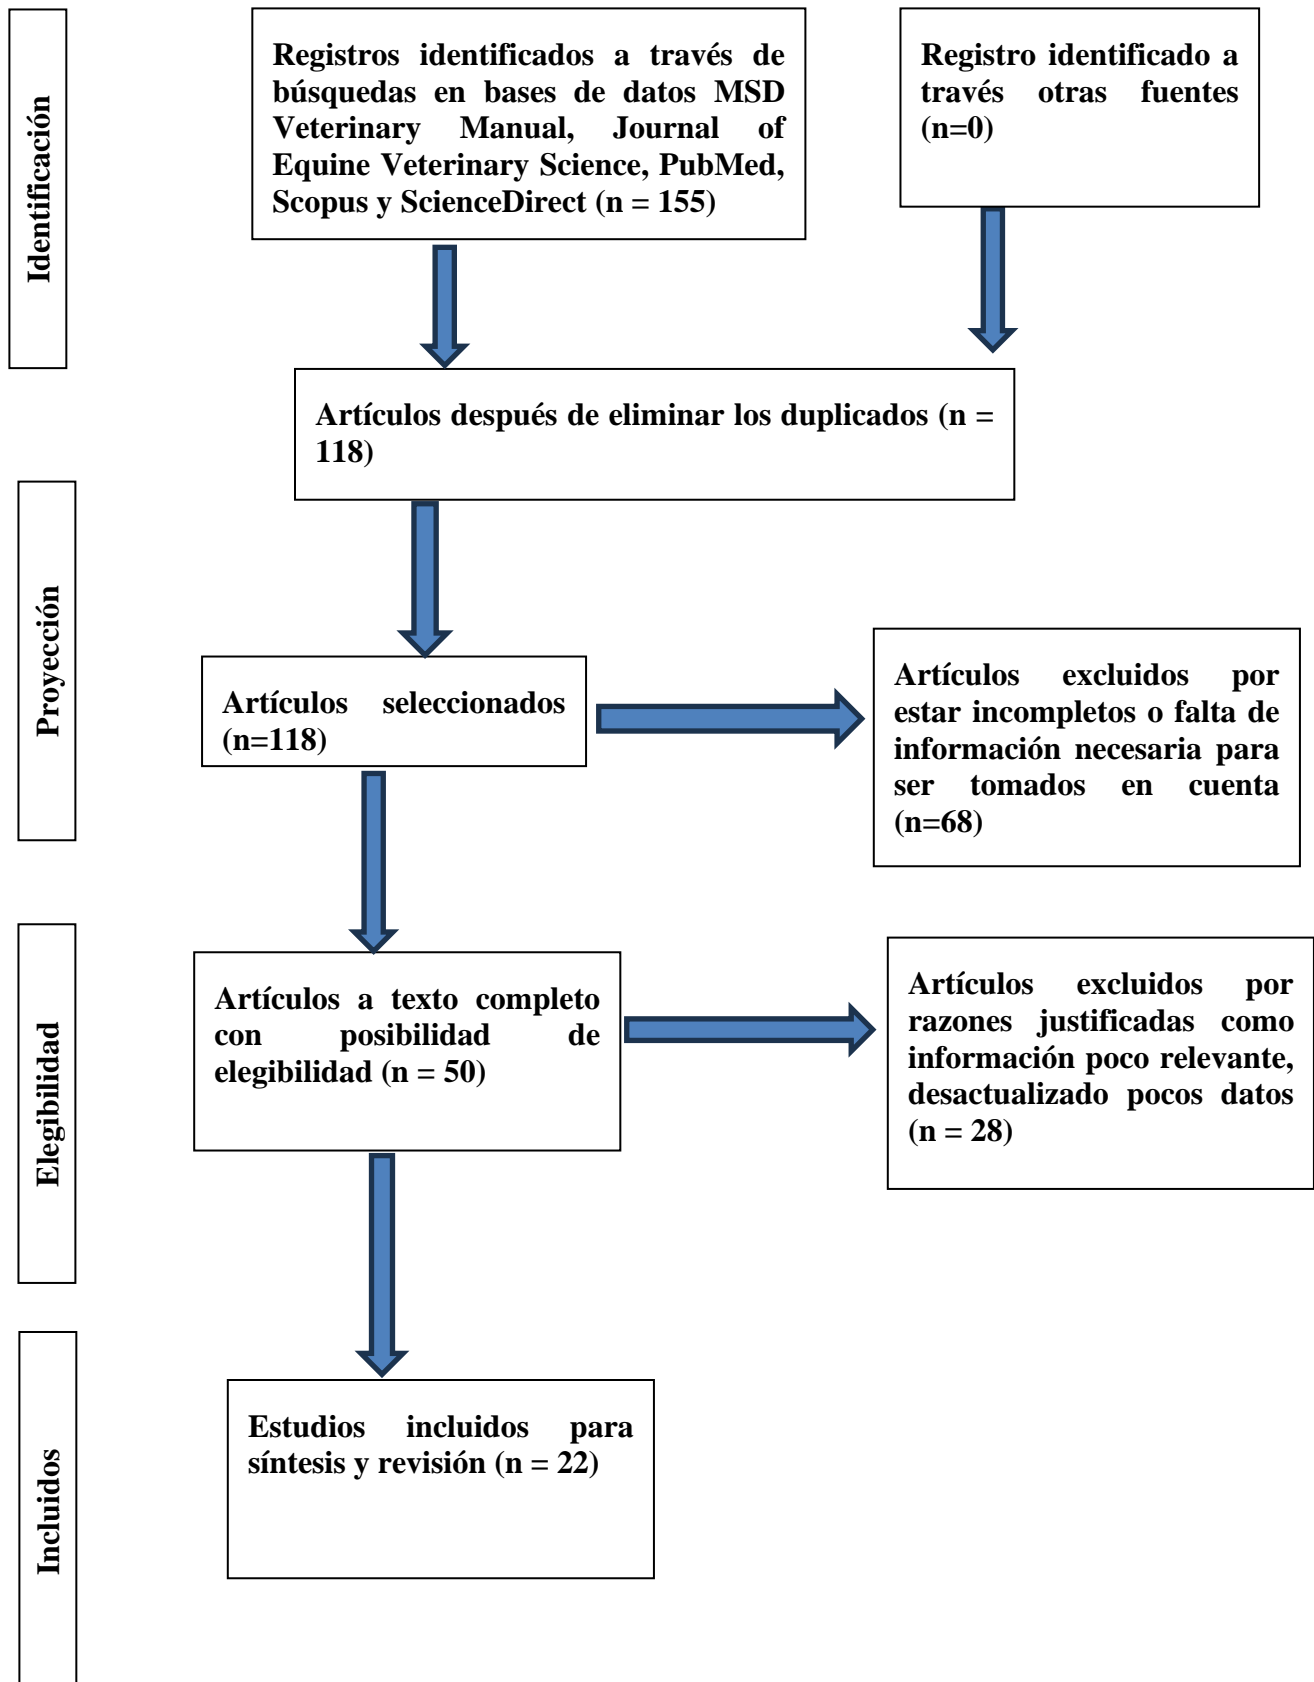 Identificación
Registros identificados a través de
búsquedas en bases de datos MSD
Veterinary Manual, Journal of
Equine Veterinary Science, PubMed,
Scopus y ScienceDirect (n = 155)
Registro identificado a
través otras fuentes
(n=0)
Artículos después de eliminar los duplicados (n =
118)
Proyección
Artículos seleccionados
(n=118)
Artículos excluidos por
estar incompletos o falta de
información necesaria para
ser tomados en cuenta
(n=68)
Elegibilidad
Artículos a texto completo
con posibilidad de
elegibilidad (n = 50)
Artículos excluidos por
razones justificadas como
información poco relevante,
desactualizado pocos datos
(n = 28)
Incluidos
Estudios incluidos para
síntesis y revisión (n = 22)